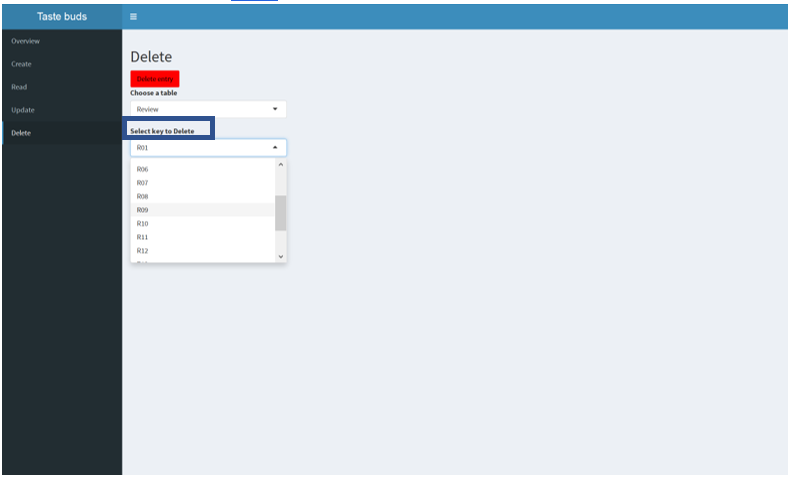 Taste buds
Overview
Create
Read
Update
Delete
Delete
Delete entry
Choose a table
Review
Select key to Delete
R01
R06
R07
R08
R09
R10
R11
R12